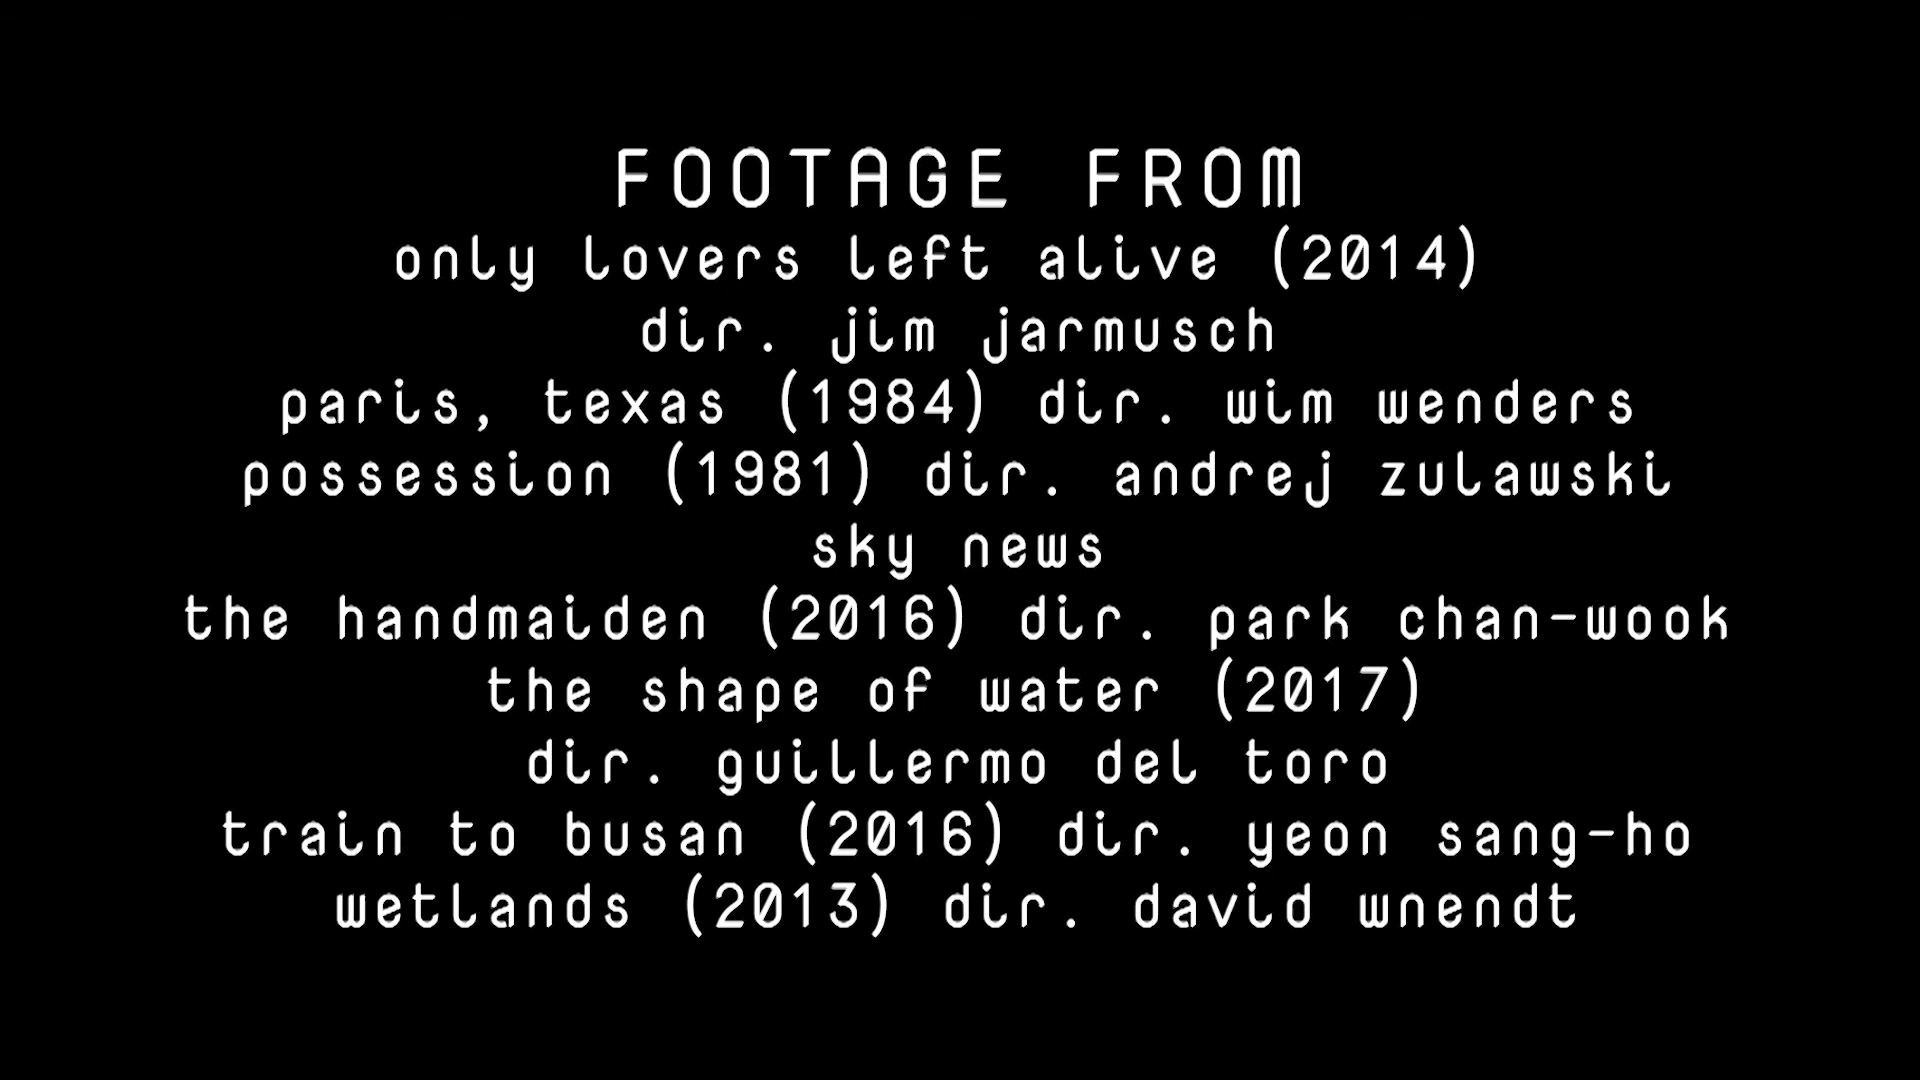 FOOTAGE FROM
only lovers left alive (2014)
dir. jim jarmusch
paris, texas (1984) dir. wim wenders
possession (1981) dir. andrej zulawski
sky news
the handmaiden (2016) dir. park chan-wook
the shape of water (2017)
dir. guillermo del toro
train to busan (2016) dir. yeon sang-ho
wetlands (2013) dir. david wnendt